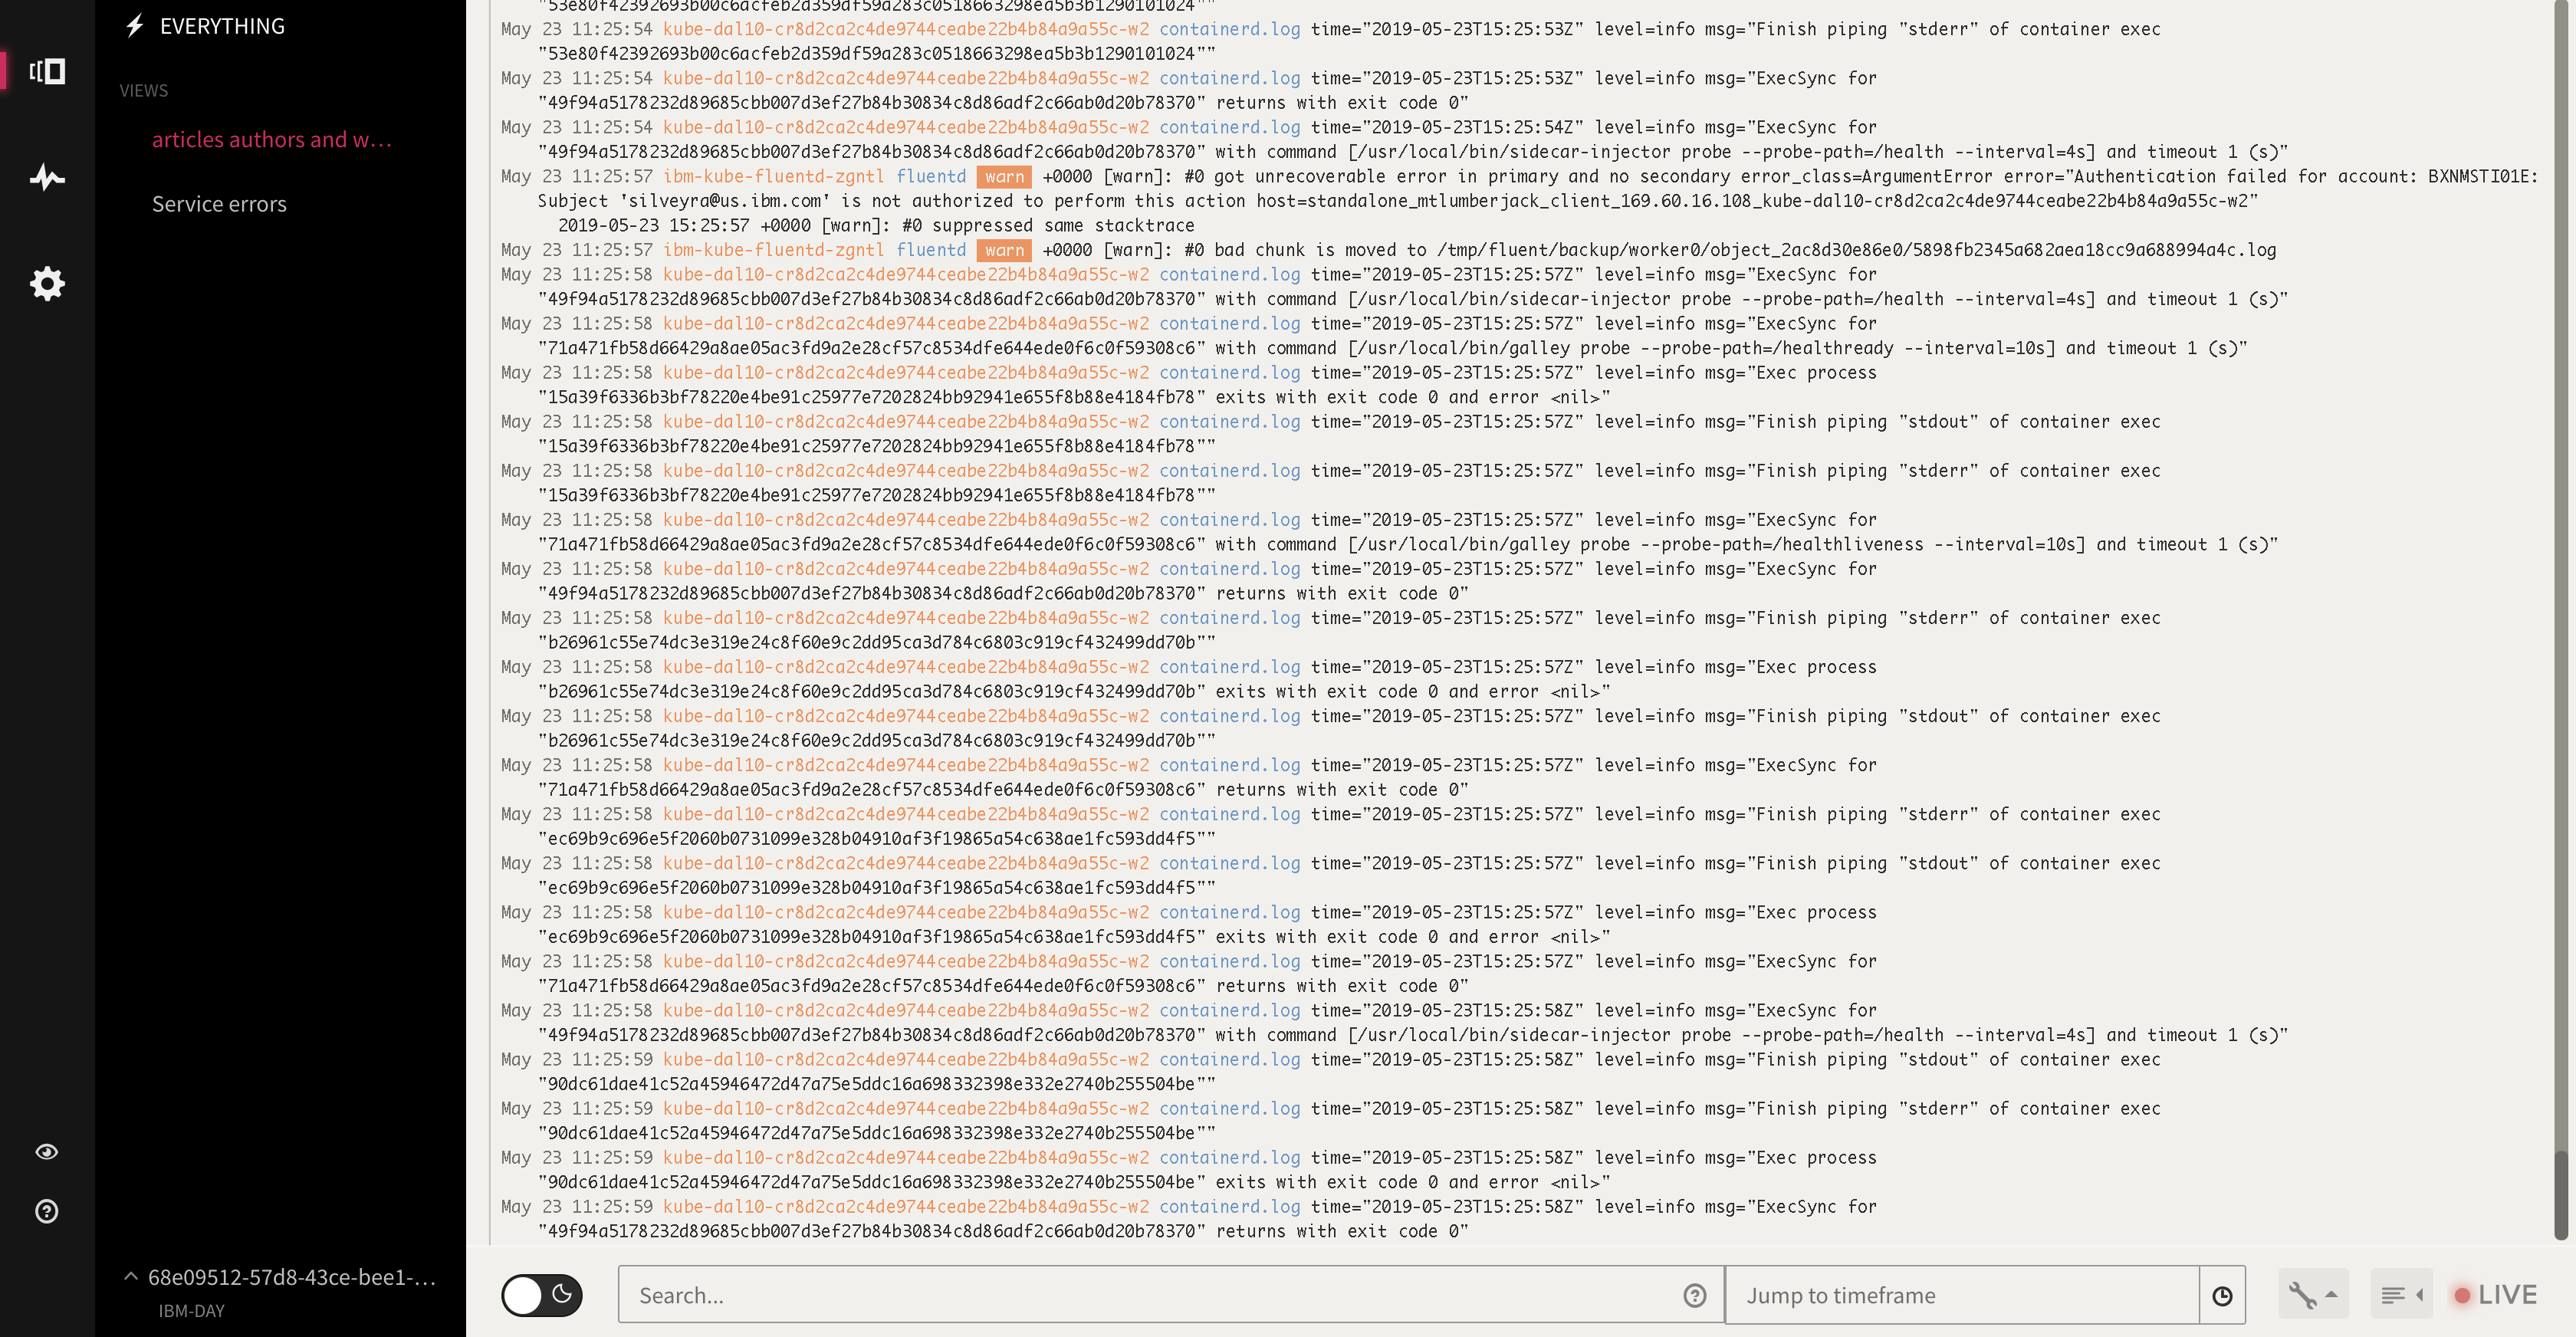 EVERYTHING
VIEWS
articles authors and w...
Service errors
68e09512-57d8-43ce-bee1-...
IBM-DAY
"53e80f42392693b00c6acfeb2d359df59a283c0518663298ea5b3b1290101024""
May 23 11:25:54 kube-dal10-cr8d2ca2c4de9744ceabe22b4b84a9a55c-w2 containerd.log time="2019-05-23T15:25:53Z" level=info msg="Finish piping "stderr" of container exec
"53e80f42392693b00c6acfeb2d359df59a283c0518663298ea5b3b1290101024""
May 23 11:25:54 kube-dal10-cr8d2ca2c4de9744ceabe22b4b84a9a55c-w2 containerd.log time="2019-05-23T15:25:53Z" level=info msg="ExecSync for
"49f94a5178232d89685cbb007d3ef27b84b30834c8d86adf2c66ab0d20b78370" returns with exit code 0"
May 23 11:25:54 kube-dal10-cr8d2ca2c4de9744ceabe22b4b84a9a55c-w2 containerd.log time="2019-05-23T15:25:54Z" level=info msg="ExecSync for
"49f94a5178232d89685cbb007d3ef27b84b30834c8d86adf2c66ab0d20b78370" with command [/usr/local/bin/sidecar-injector probe --probe-path=/health --interval=4s] and timeout 1 (s)"
May 23 11:25:57 ibm-kube-fluentd-zgntl fluentd warn +0000 [warn]: #0 got unrecoverable error in primary and no secondary error_class=ArgumentError error="Authentication failed for account: BXNMSTI01E:
Subject 'silveyra@us.ibm.com' is not authorized to perform this action host=standalone_mtlumberjack_client_169.60.16.108_kube-dal10-cr8d2ca2c4de9744ceabe22b4b84a9a55c-w2"
2019-05-23 15:25:57 +0000 [warn]: #0 suppressed same stacktrace
May 23 11:25:57 ibm-kube-fluentd-zgntl fluentd warn +0000 [warn]: #0 bad chunk is moved to /tmp/fluent/backup/worker0/object_2ac8d30e86e0/5898fb2345a682aea18cc9a688994a4c.log
May 23 11:25:58 kube-dal10-cr8d2ca2c4de9744ceabe22b4b84a9a55c-w2 containerd.log time="2019-05-23T15:25:57Z" level=info msg="ExecSync for
"49f94a5178232d89685cbb007d3ef27b84b30834c8d86adf2c66ab0d20b78370" with command [/usr/local/bin/sidecar-injector probe --probe-path=/health --interval=4s] and timeout 1 (s)"
May 23 11:25:58 kube-dal10-cr8d2ca2c4de9744ceabe22b4b84a9a55c-w2 containerd.log time="2019-05-23T15:25:57Z" level=info msg="ExecSync for
"71a471fb58d66429a8ae05ac3fd9a2e28cf57c8534dfe644ede0f6c0f59308c6" with command [/usr/local/bin/galley probe --probe-path=/healthready --interval=10s] and timeout 1 (s)"
May 23 11:25:58 kube-dal10-cr8d2ca2c4de9744ceabe22b4b84a9a55c-w2 containerd.log time="2019-05-23T15:25:57Z" level=info msg="Exec process
"15a39f6336b3bf78220e4be91c25977e7202824bb92941e655f8b88e4184fb78" exits with exit code 0 and error <nil>"
May 23 11:25:58 kube-dal10-cr8d2ca2c4de9744ceabe22b4b84a9a55c-w2 containerd.log time="2019-05-23T15:25:57Z" level=info msg="Finish piping "stdout" of container exec
"15a39f6336b3bf78220e4be91c25977e7202824bb92941e655f8b88e4184fb78""
May 23 11:25:58 kube-dal10-cr8d2ca2c4de9744ceabe22b4b84a9a55c-w2 containerd.log time="2019-05-23T15:25:57Z" level=info msg="Finish piping "stderr" of container exec
"15a39f6336b3bf78220e4be91c25977e7202824bb92941e655f8b88e4184fb78""
May 23 11:25:58 kube-dal10-cr8d2ca2c4de9744ceabe22b4b84a9a55c-w2 containerd.log time="2019-05-23T15:25:57Z" level=info msg="ExecSync for
"71a471fb58d66429a8ae05ac3fd9a2e28cf57c8534dfe644ede0f6c0f59308c6" with command [/usr/local/bin/galley probe --probe-path=/healthliveness --interval=10s] and timeout 1 (s)"
May 23 11:25:58 kube-dal10-cr8d2ca2c4de9744ceabe22b4b84a9a55c-w2 containerd.log time="2019-05-23T15:25:57Z" level=info msg="ExecSync for
"49f94a5178232d89685cbb007d3ef27b84b30834c8d86adf2c66ab0d20b78370" returns with exit code 0"
May 23 11:25:58 kube-dal10-cr8d2ca2c4de9744ceabe22b4b84a9a55c-w2 containerd.log time="2019-05-23T15:25:57Z" level=info msg="Finish piping "stderr" of container exec
"b26961c55e74dc3e319e24c8f60e9c2dd95ca3d784c6803c919cf432499dd70b""
May 23 11:25:58 kube-dal10-cr8d2ca2c4de9744ceabe22b4b84a9a55c-w2 containerd.log time="2019-05-23T15:25:57Z" level=info msg="Exec process
"b26961c55e74dc3e319e24c8f60e9c2dd95ca3d784c6803c919cf432499dd70b" exits with exit code 0 and error <nil>"
May 23 11:25:58 kube-dal10-cr8d2ca2c4de9744ceabe22b4b84a9a55c-w2 containerd.log time="2019-05-23T15:25:57Z" level=info msg="Finish piping "stdout" of container exec
"b26961c55e74dc3e319e24c8f60e9c2dd95ca3d784c6803c919cf432499dd70b""
May 23 11:25:58 kube-dal10-cr8d2ca2c4de9744ceabe22b4b84a9a55c-w2 containerd.log time="2019-05-23T15:25:57Z" level=info msg="ExecSync for
"71a471fb58d66429a8ae05ac3fd9a2e28cf57c8534dfe644ede0f6c0f59308c6" returns with exit code 0"
May 23 11:25:58 kube-dal10-cr8d2ca2c4de9744ceabe22b4b84a9a55c-w2 containerd.log time="2019-05-23T15:25:57Z" level=info msg="Finish piping "stderr" of container exec
"ec69b9c696e5f2060b0731099e328b04910af3f19865a54c638ae1fc593dd4f5""
May 23 11:25:58 kube-dal10-cr8d2ca2c4de9744ceabe22b4b84a9a55c-w2 containerd.log time="2019-05-23T15:25:57Z" level=info msg="Finish piping "stdout" of container exec
"ec69b9c696e5f2060b0731099e328b04910af3f19865a54c638ae1fc593dd4f5""
May 23 11:25:58 kube-dal10-cr8d2ca2c4de9744ceabe22b4b84a9a55c-w2 containerd.log time="2019-05-23T15:25:57Z" level=info msg="Exec process
"ec69b9c696e5f2060b0731099e328b04910af3f19865a54c638ae1fc593dd4f5" exits with exit code 0 and error <nil>"
May 23 11:25:58 kube-dal10-cr8d2ca2c4de9744ceabe22b4b84a9a55c-w2 containerd.log time="2019-05-23T15:25:57Z" level=info msg="ExecSync for
"71a471fb58d66429a8ae05ac3fd9a2e28cf57c8534dfe644ede0f6c0f59308c6" returns with exit code 0"
May 23 11:25:58 kube-dal10-cr8d2ca2c4de9744ceabe22b4b84a9a55c-w2 containerd.log time="2019-05-23T15:25:58Z" level=info msg="ExecSync for
"49f94a5178232d89685cbb007d3ef27b84b30834c8d86adf2c66ab0d20b78370" with command [/usr/local/bin/sidecar-injector probe --probe-path=/health --interval=4s] and timeout 1 (s)"
May 23 11:25:59 kube-dal10-cr8d2ca2c4de9744ceabe22b4b84a9a55c-w2 containerd.log time="2019-05-23T15:25:58Z" level=info msg="Finish piping "stdout" of container exec
"90dc61dae41c52a45946472d47a75e5ddc16a698332398e332e2740b255504be""
May 23 11:25:59 kube-dal10-cr8d2ca2c4de9744ceabe22b4b84a9a55c-w2 containerd.log time="2019-05-23T15:25:58Z" level=info msg="Finish piping "stderr" of container exec
"90dc61dae41c52a45946472d47a75e5ddc16a698332398e332e2740b255504be""
May 23 11:25:59 kube-dal10-cr8d2ca2c4de9744ceabe22b4b84a9a55c-w2 containerd.log time="2019-05-23T15:25:58Z" level=info msg="Exec process
"90dc61dae41c52a45946472d47a75e5ddc16a698332398e332e2740b255504be" exits with exit code 0 and error <nil>"
May 23 11:25:59 kube-dal10-cr8d2ca2c4de9744ceabe22b4b84a9a55c-w2 containerd.log time="2019-05-23T15:25:58Z" level=info msg="ExecSync for
"49f94a5178232d89685cbb007d3ef27b84b30834c8d86adf2c66ab0d20b78370" returns with exit code 0"
Search...
Jump to timeframe
LIVE